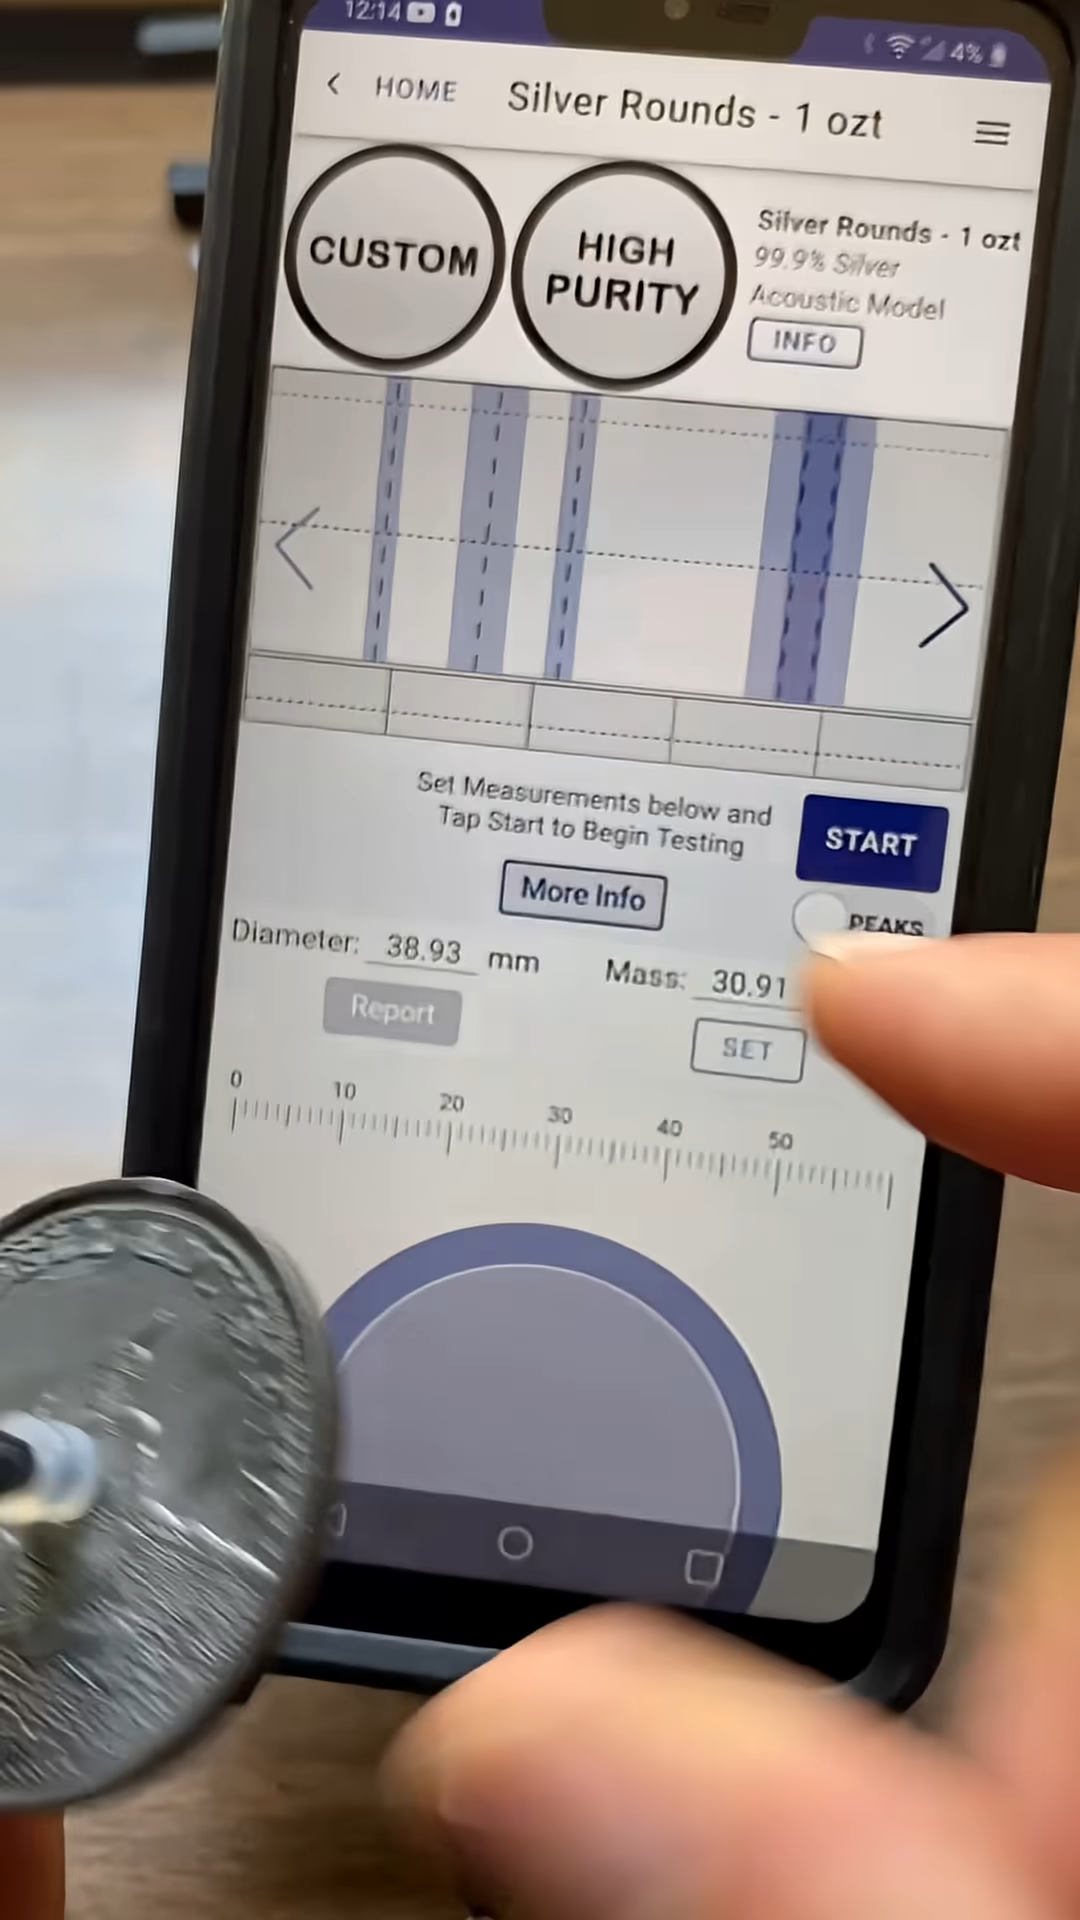 12:14
4%
HOME
Silver Rounds - 1 ozt
CUSTOM
HIGH
PURITY
Silver Rounds - 1 ozt
99.9% Silver
Acoustic Model
INFO
Set Measurements below and
Tap Start to Begin Testing
START
More Info
PEAKS
Diameter: 38.93 mm
Mass: 30.91
Report
SET
0 10 20 30 40 50